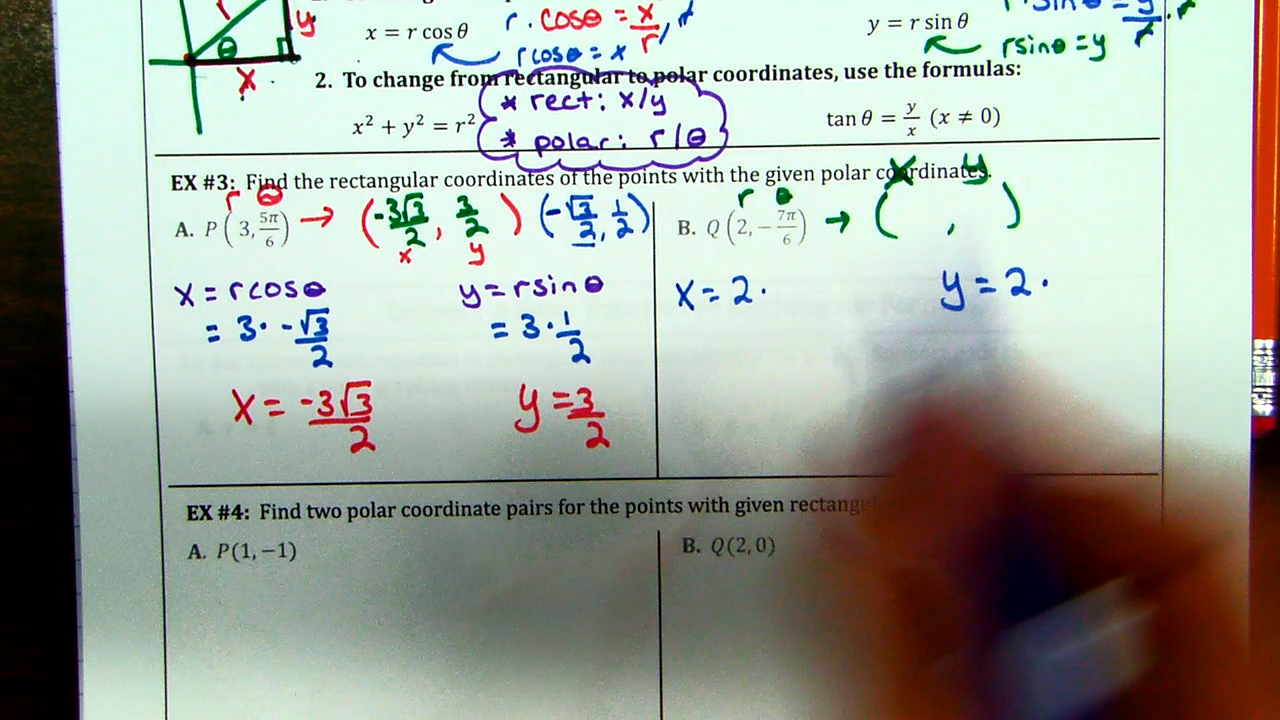 r
y
θ
x
x = r cos θ
r · cosθ = x/r · r
rcosθ = x
y = r sin θ
rsinθ = y
2. To change from rectangular to polar coordinates, use the formulas:
x² + y² = r²
* rect: x/y
* polar: r/θ
tan θ = y/x (x ≠ 0)
EX #3: Find the rectangular coordinates of the points with the given polar coordinates.
r θ
A. P(3, 5π/6) → (-3√3/2, 3/2) (-√3/2, 1/2)
x y
x = rcosθ
= 3 · -√3/2
x = -3√3/2
y = rsinθ
= 3 · 1/2
y = 3/2
r θ x y
B. Q(2, -7π/6) → ( , )
x = 2 ·
y = 2 ·
EX #4: Find two polar coordinate pairs for the points with given
A. P(1, −1)
B. Q(2, 0)